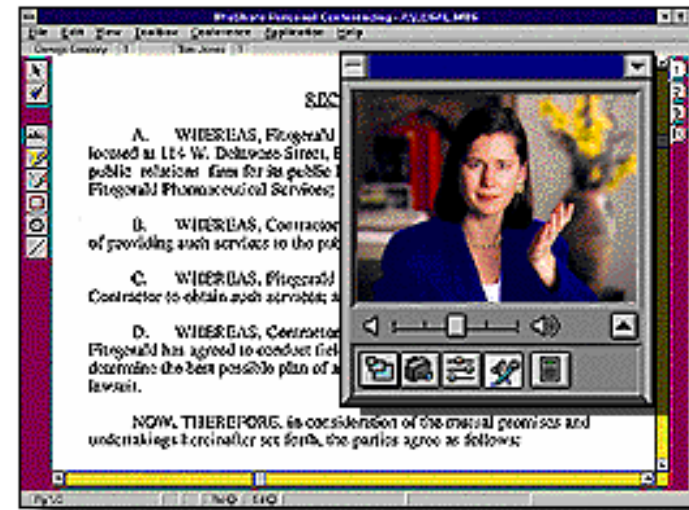 ProShare Personal Conferencing -
File Edit View Toolbox Conference Application Help
Tom Jones
A. WHEREAS, Fitzgerald
located in 114 W. Delaware Street,
public relations firm for its public
Fitzgerald Pharmaceutical Services;
B. WHEREAS, Contractor
of providing such services to the
C. WHEREAS, Fitzgerald
Contractor to obtain such services;
D. WHEREAS, Contractor
Fitzgerald has agreed to conduct
determine the best possible plan of
lawsuit.
NOW, THEREFORE, in consideration of the mutual promises and
undertakings hereinafter set forth, the parties agree as follows: